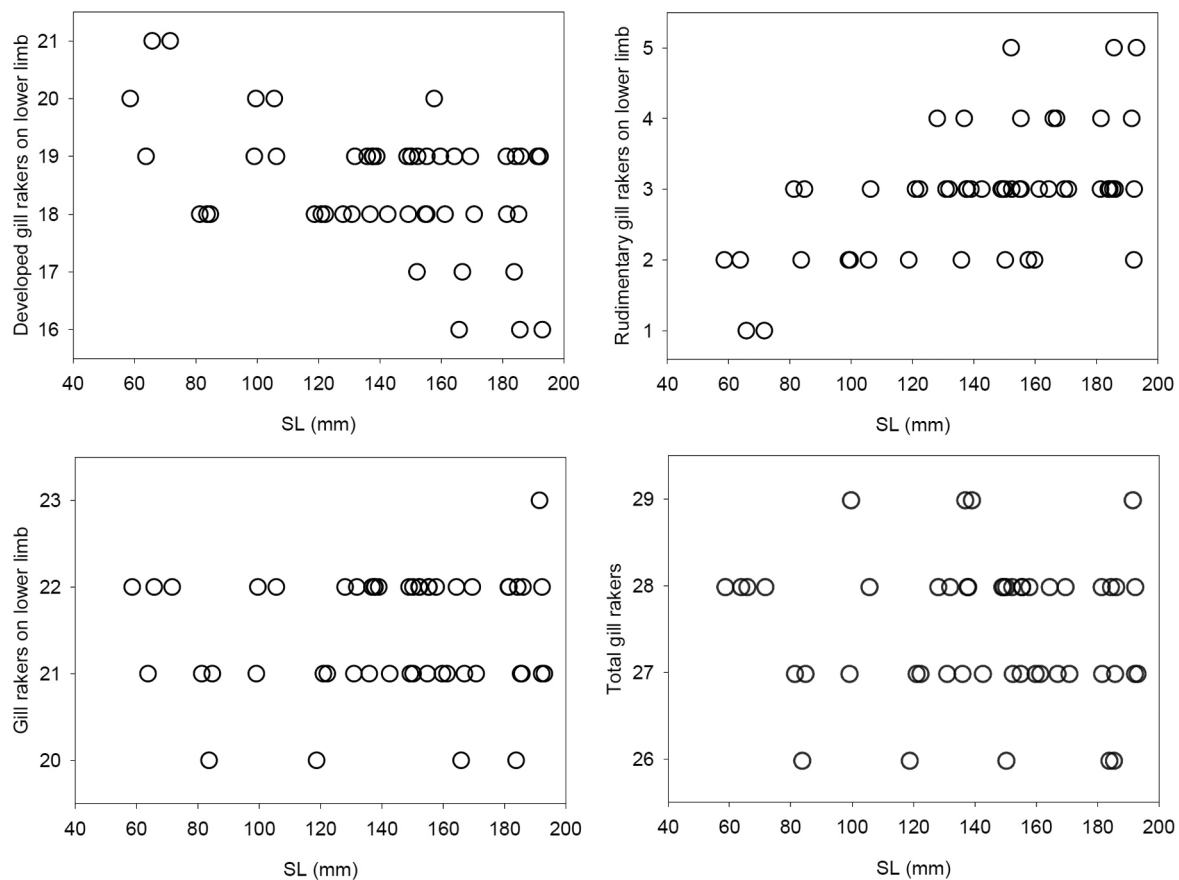 Developed gill rakers on lower limb
21
20
19
18
17
16
40 60 80 100 120 140 160 180 200
SL (mm)
Rudimentary gill rakers on lower limb
5
4
3
2
1
40 60 80 100 120 140 160 180 200
SL (mm)
Gill rakers on lower limb
23
22
21
20
40 60 80 100 120 140 160 180 200
SL (mm)
Total gill rakers
29
28
27
26
40 60 80 100 120 140 160 180 200
SL (mm)